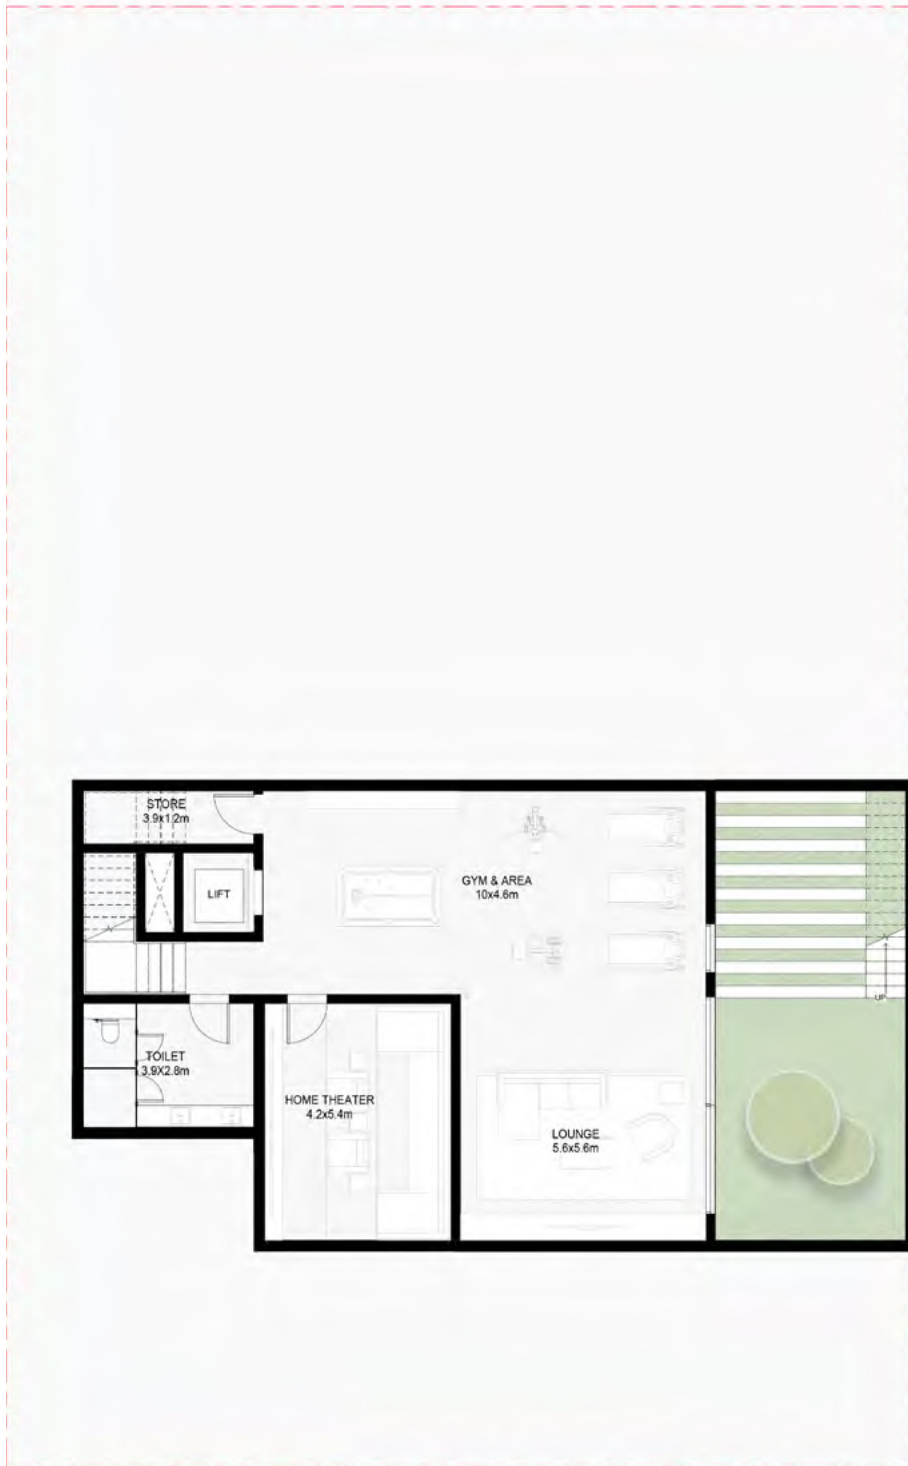 STORE
3.9x1.2m
LIFT
GYM & AREA
10x4.6m
UP
TOILET
3.9X2.8m
HOME THEATER
4.2x5.4m
LOUNGE
5.6x5.6m